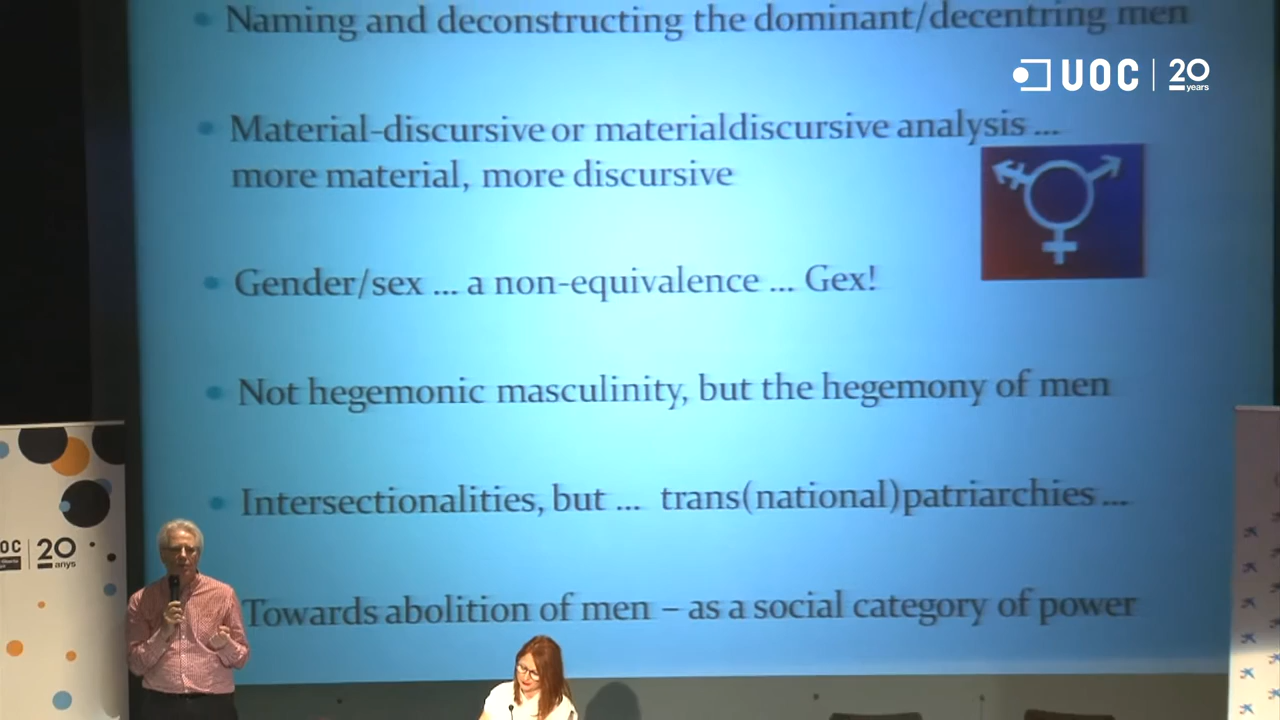 Naming and deconstructing the dominant/decentring men
UOC 20 years
Material-discursive or materialdiscursive analysis ...
more material, more discursive
Gender/sex ... a non-equivalence ... Gex!
Not hegemonic masculinity, but the hegemony of men
Intersectionalities, but ... trans(national)patriarchies ...
OC 20 anys
Towards abolition of men – as a social category of power